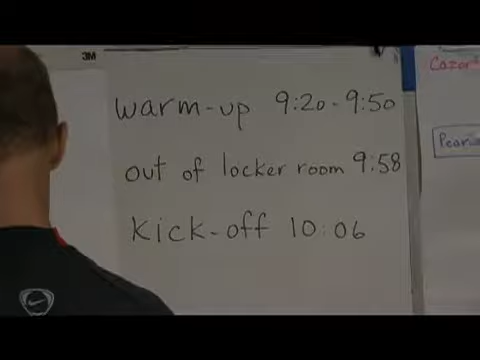 3M
warm-up 9:20 - 9:50
out of locker room 9:58
kick-off 10:06